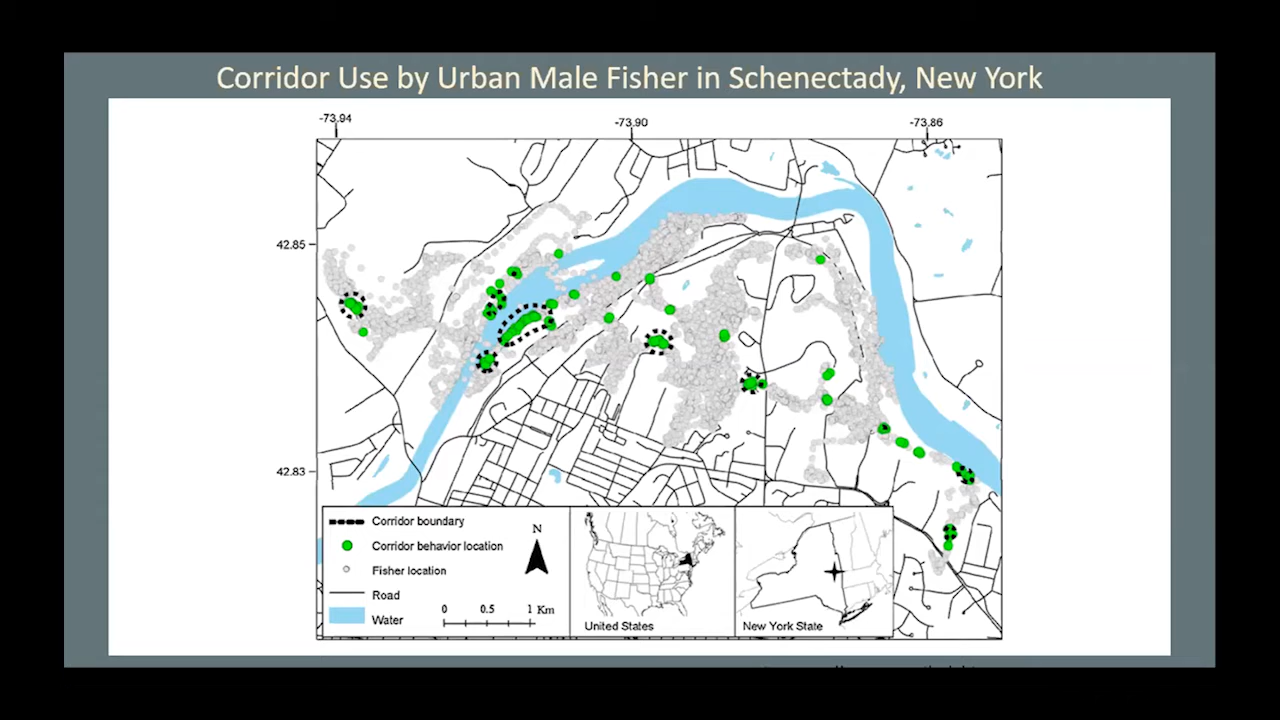 Corridor Use by Urban Male Fisher in Schenectady, New York
-73.94
-73.90
-73.86
42.85
42.83
Corridor boundary
Corridor behavior location
Fisher location
Road
Water
N
0 0.5 1 Km
United States
New York State